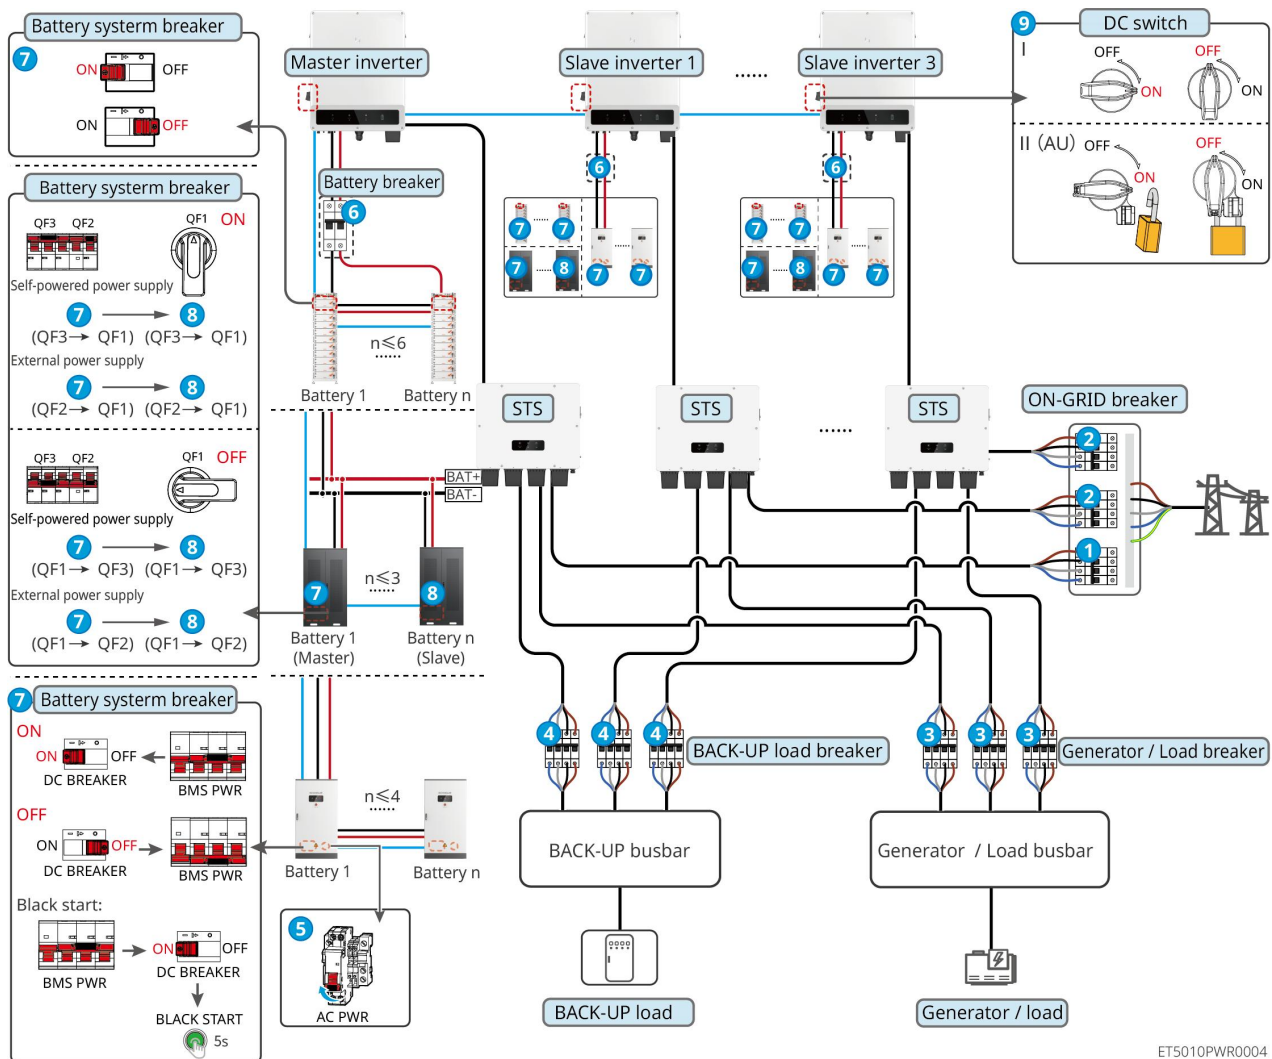 Battery systerm breaker
7
ON OFF
ON OFF
Battery systerm breaker
QF3 QF2 QF1 ON
Self-powered power supply
7 8
(QF3→ QF1) (QF3→ QF1)
External power supply
7 8
(QF2→ QF1) (QF2→ QF1)
QF3 QF2 QF1 OFF
Self-powered power supply
7 8
(QF1→ QF3) (QF1→ QF3)
External power supply
7 8
(QF1→ QF2) (QF1→ QF2)
7 Battery systerm breaker
ON
ON OFF
DC BREAKER
BMS PWR
OFF
ON OFF
DC BREAKER
BMS PWR
Black start:
ON OFF
BMS PWR
DC BREAKER
BLACK START
5s
Master inverter
Slave inverter 1
......
Slave inverter 3
Battery breaker
6
6
6
7 7
7 8 7 7
7 7
7 8 7 7
n≤6
......
Battery 1
Battery n
BAT+
BAT-
7
n≤3
......
8
Battery 1
(Master)
Battery n
(Slave)
n≤4
......
Battery 1
Battery n
5
AC PWR
STS
STS
......
STS
9 DC switch
I
OFF
ON
OFF
ON
II (AU)
OFF
ON
OFF
ON
ON-GRID breaker
2
2
1
4 4 4
BACK-UP load breaker
3 3 3
Generator / Load breaker
BACK-UP busbar
Generator / Load busbar
BACK-UP load
Generator / load
ET5010PWR0004